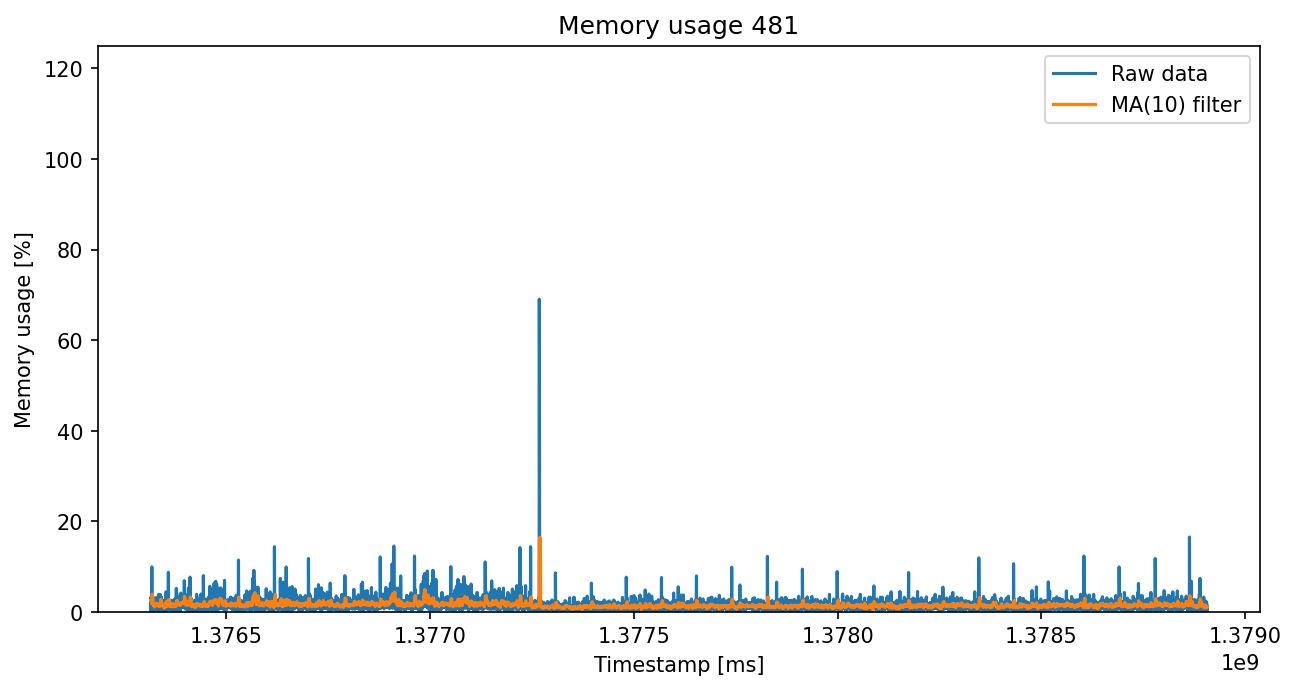 Memory usage 481
Raw data
MA(10) filter
Memory usage [%]
120
100
80
60
40
20
0
1.3765 1.3770 1.3775 1.3780 1.3785 1.3790
1e9
Timestamp [ms]